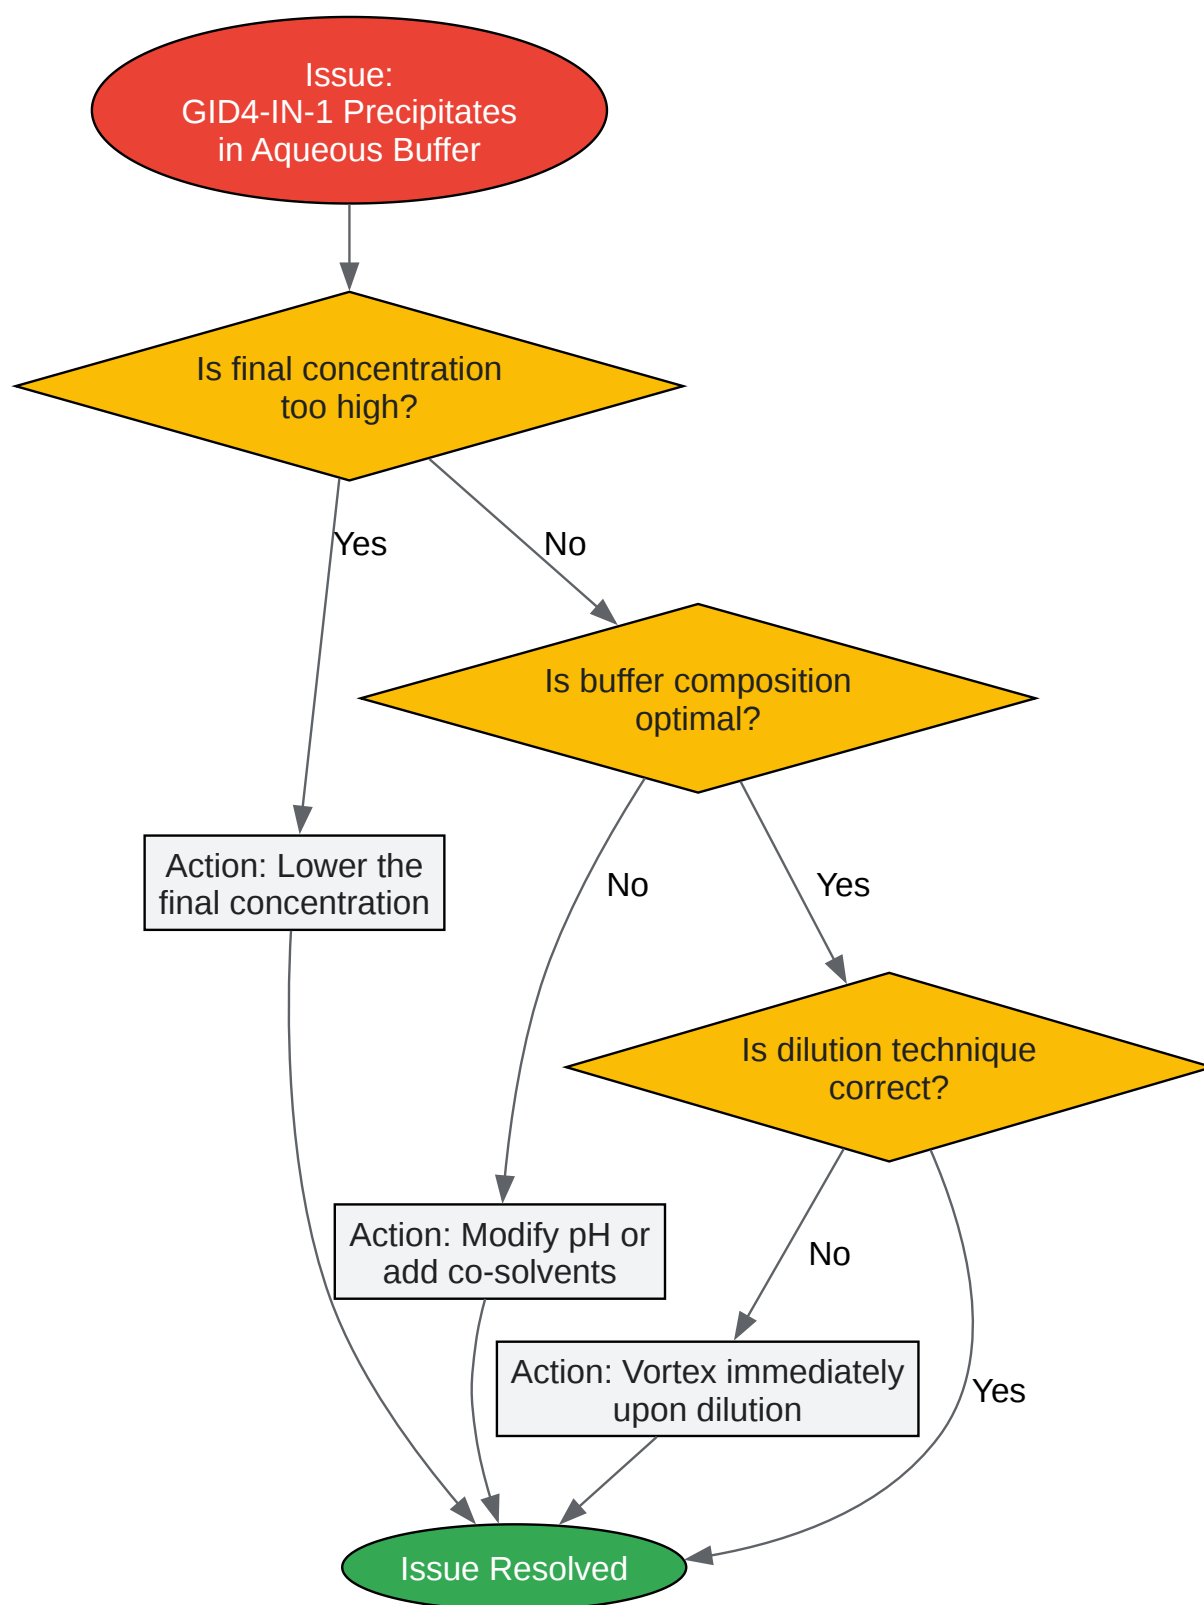 Issue:
GID4-IN-1 Precipitates
in Aqueous Buffer
Is final concentration
too high?
Yes
No
Is buffer composition
optimal?
Action: Lower the
final concentration
No
Yes
Is dilution technique
correct?
Action: Modify pH or
add co-solvents
No
Action: Vortex immediately
upon dilution
Yes
Issue Resolved